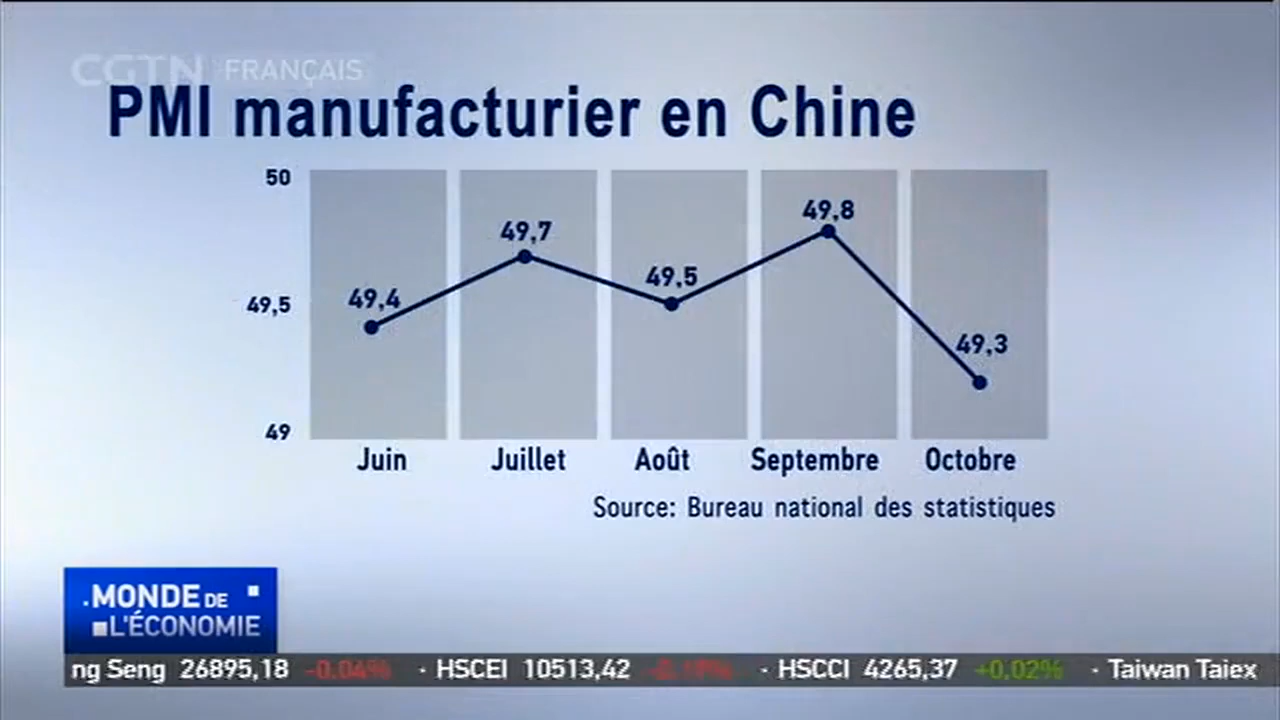 CGTN FRANÇAIS
PMI manufacturier en Chine
50
49,5
49
49,4
49,7
49,5
49,8
49,3
Juin Juillet Août Septembre Octobre
Source: Bureau national des statistiques
MONDE DE
L'ÉCONOMIE
ng Seng 26895,18 -0.04% · HSCEI 10513,42 -0,19% · HSCCI 4265,37 +0,02% · Taiwan Taiex